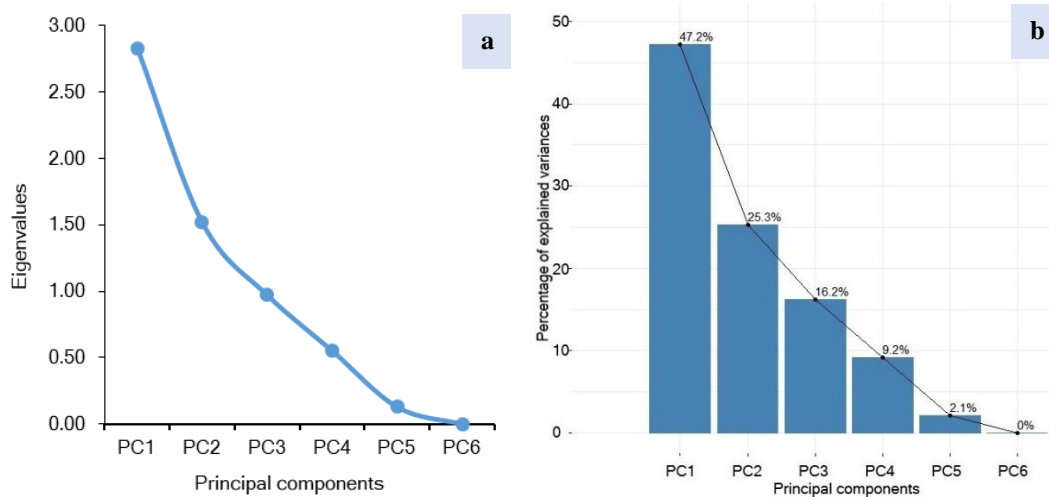 a
3.00
2.50
2.00
1.50
1.00
0.50
0.00
Eigenvalues
PC1 PC2 PC3 PC4 PC5 PC6
Principal components
b
50
40
30
20
10
0
Percentage of explained variances
47.2%
25.3%
16.2%
9.2%
2.1%
0%
PC1 PC2 PC3 PC4 PC5 PC6
Principal components